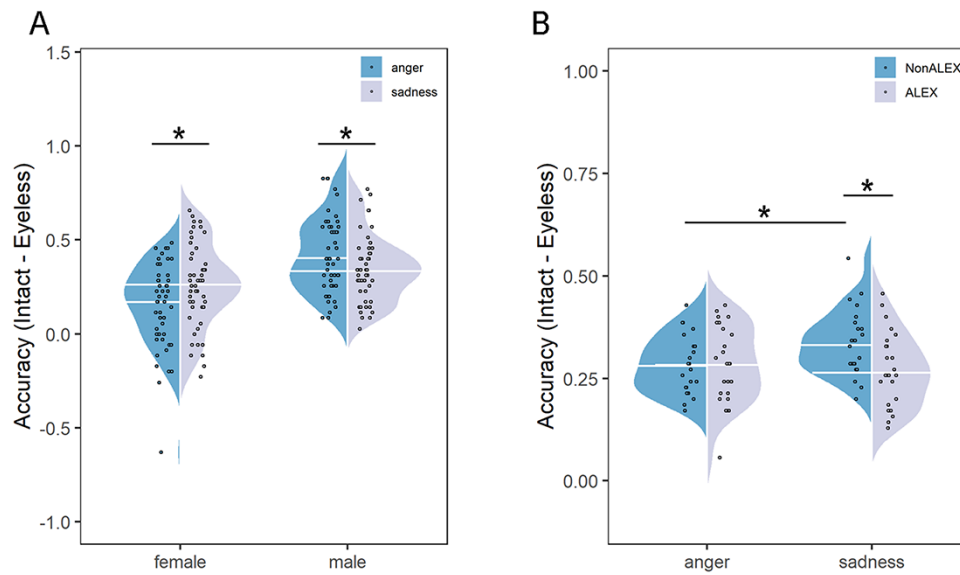 A
Accuracy (Intact - Eyeless)
1.5
1.0
0.5
0.0
-0.5
-1.0
anger
sadness
*
*
female
male
B
Accuracy (Intact - Eyeless)
1.00
0.75
0.50
0.25
0.00
NonALEX
ALEX
*
*
anger
sadness